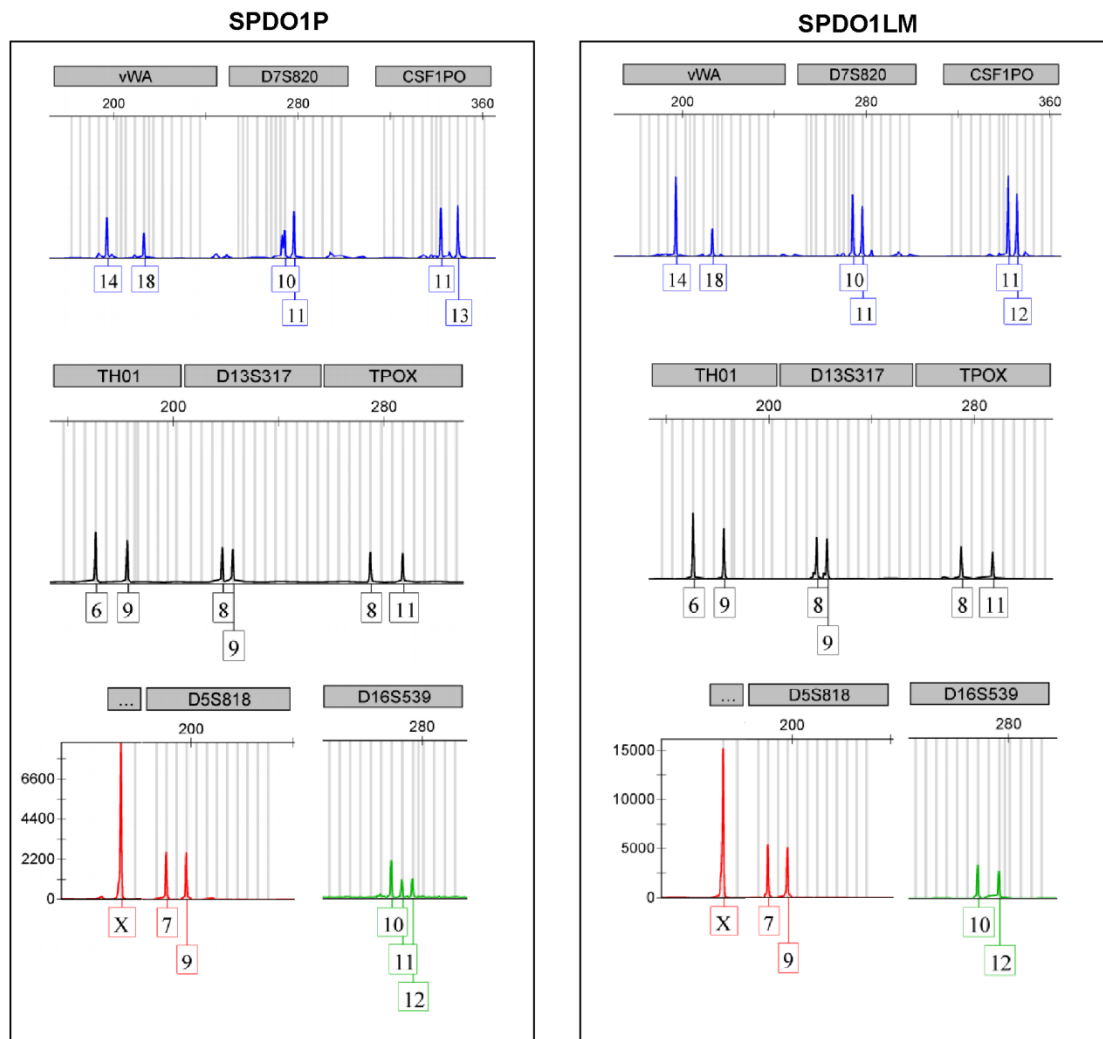 SPDO1P
vWA D7S820 CSF1PO
200 280 360
14 18 10 11
11 13
TH01 D13S317 TPOX
200 280
6 9 8 8 11
9
... D5S818 D16S539
200 280
6600
4400
2200
0
X 7 10
9 11
12
SPDO1LM
vWA D7S820 CSF1PO
200 280 360
14 18 10 11
11 12
TH01 D13S317 TPOX
200 280
6 9 8 8 11
9
... D5S818 D16S539
200 280
15000
10000
5000
0
X 7 10
9 12